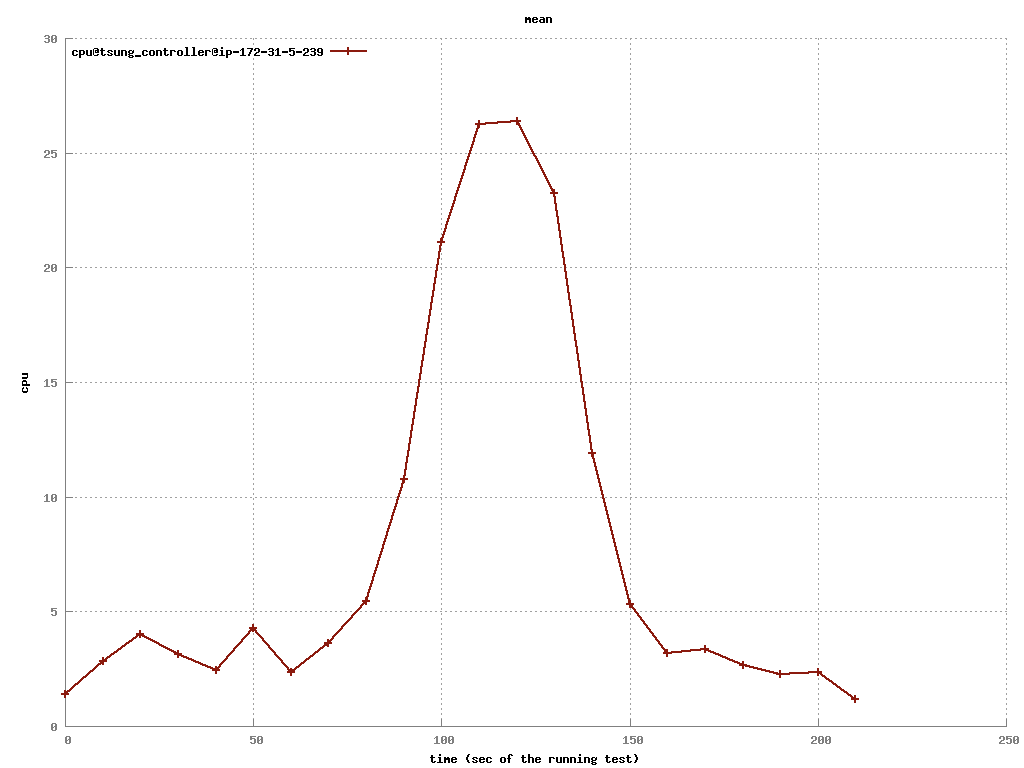 mean
30
cpu@tsung_controller@ip-172-31-5-239
25
20
cpu
15
10
5
0
0 50 100 150 200 250
time (sec of the running test)